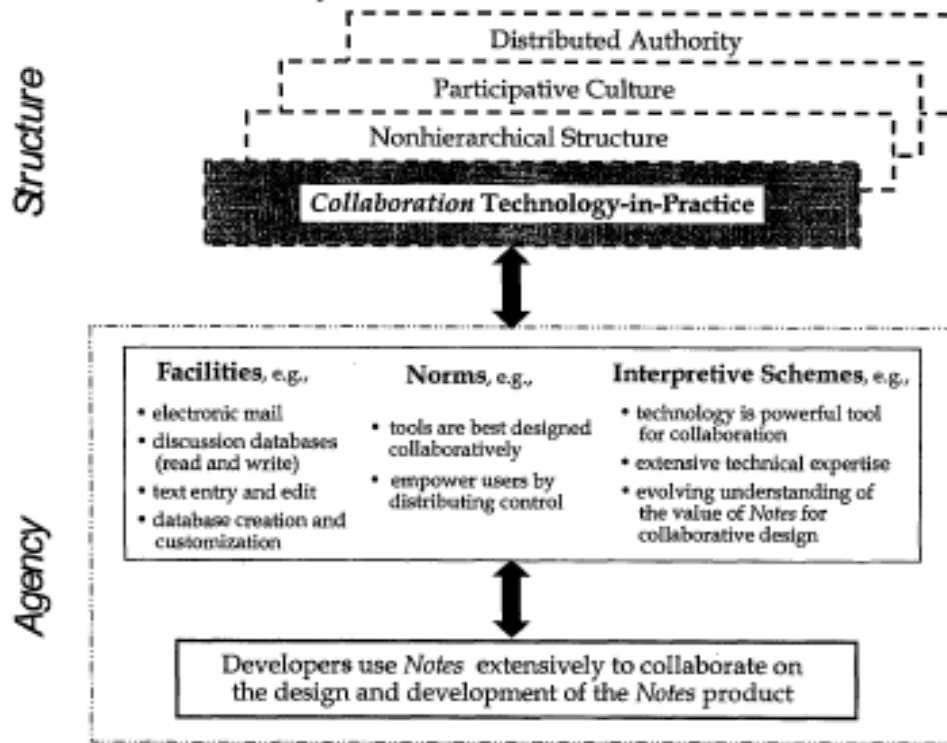 Structure
Distributed Authority
Participative Culture
Nonhierarchical Structure
Collaboration Technology-in-Practice
Agency
Facilities, e.g.,
• electronic mail
• discussion databases
(read and write)
• text entry and edit
• database creation and
customization
Norms, e.g.,
• tools are best designed
collaboratively
• empower users by
distributing control
Interpretive Schemes, e.g.,
• technology is powerful tool
for collaboration
• extensive technical expertise
• evolving understanding of
the value of Notes for
collaborative design
Developers use Notes extensively to collaborate on
the design and development of the Notes product